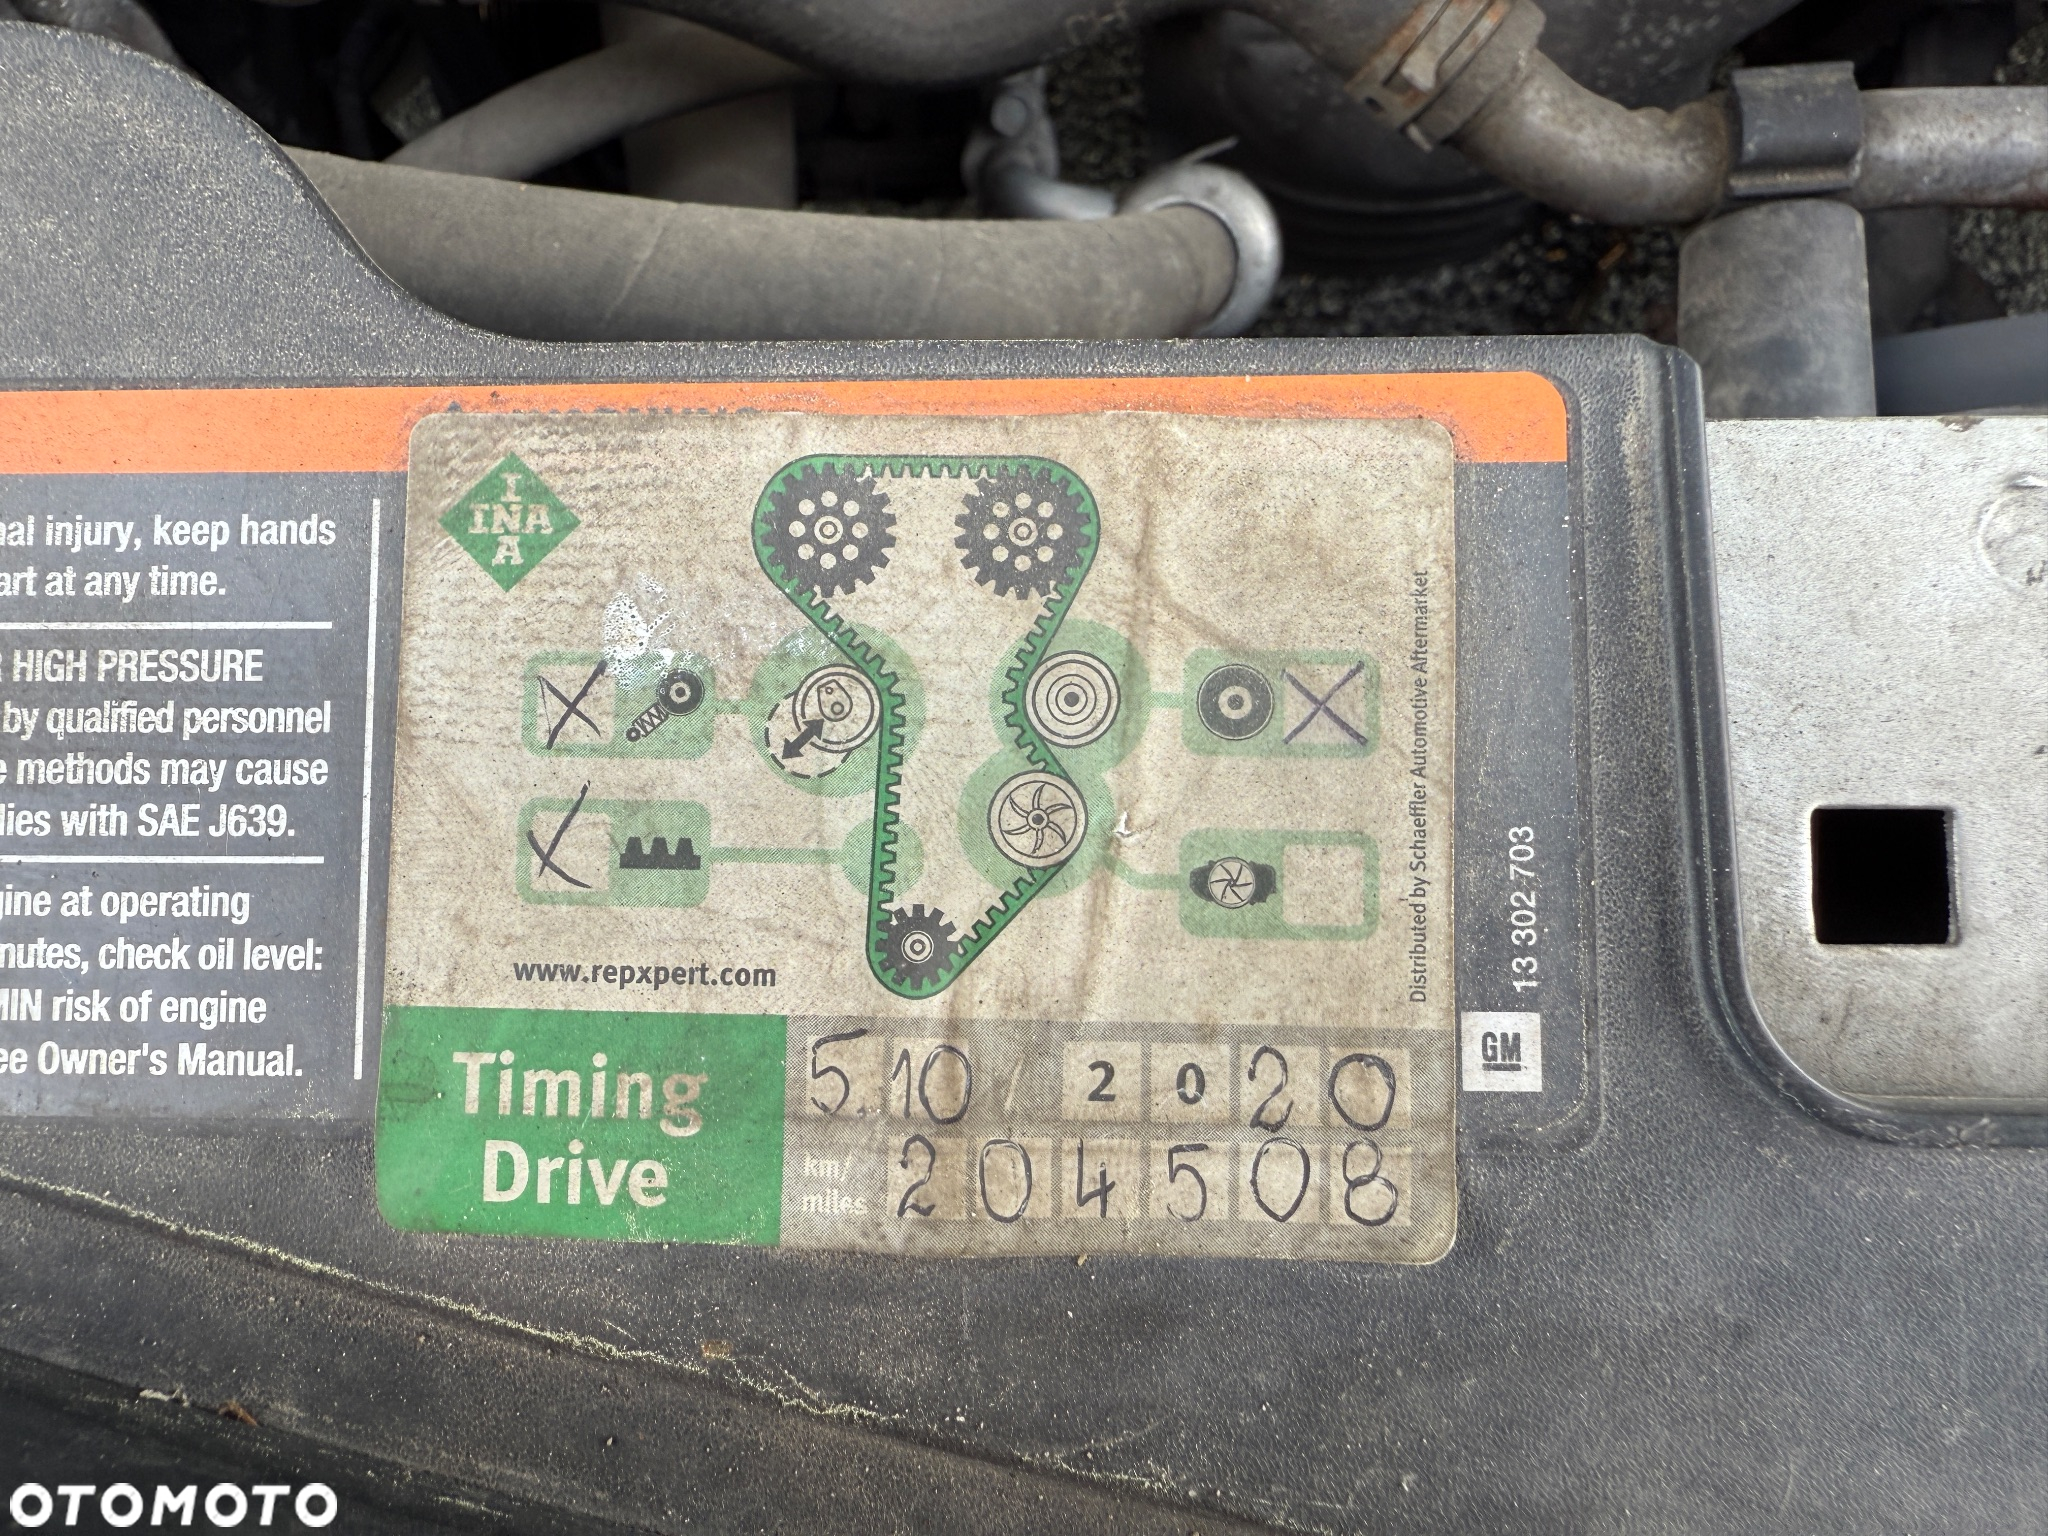 nal injury, keep hands
art at any time.
R HIGH PRESSURE
by qualified personnel
e methods may cause
lies with SAE J639.
gine at operating
nutes, check oil level:
MIN risk of engine
ee Owner's Manual.
I
INA
A
www.repxpert.com
Distributed by Schaeffler Automotive Aftermarket
Timing
Drive
5. 10 2020
km/
miles
204508
13 302 703
GM
OTOMOTO